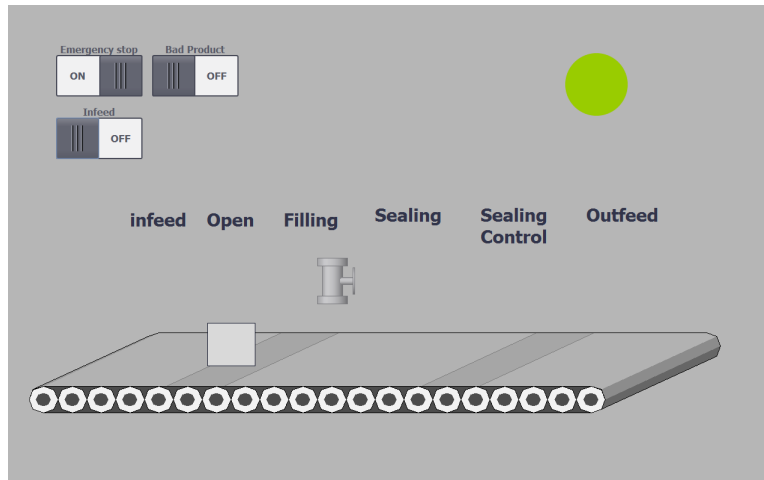 Emergency stop
Bad Product
ON
OFF
Infeed
OFF
infeed
Open
Filling
Sealing
Sealing
Control
Outfeed